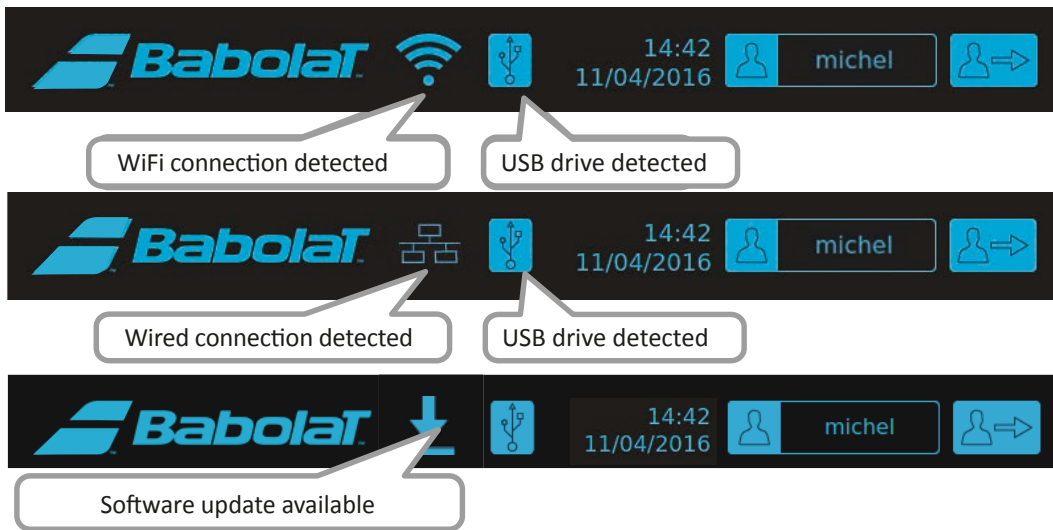 BabolaT 14:42
11/04/2016 michel
WiFi connection detected USB drive detected
BabolaT 14:42
11/04/2016 michel
Wired connection detected USB drive detected
BabolaT 14:42
11/04/2016 michel
Software update available